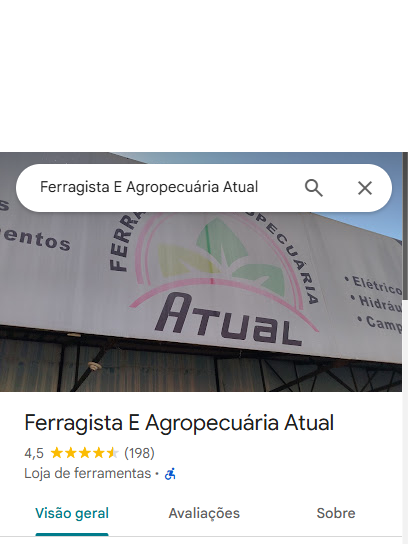 Ferragista E Agropecuária Atual
entos
AGROPECUÁRIA
ATUAL
• Elétrico
• Hidráu
• Camp
Ferragista E Agropecuária Atual
4,5 (198)
Loja de ferramentas •
Visão geral Avaliações Sobre